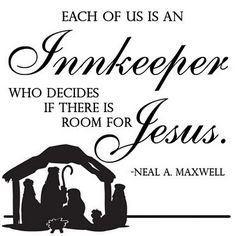 EACH OF US IS AN
Innkeeper
WHO DECIDES
IF THERE IS
ROOM FOR
Jesus.
-NEAL A. MAXWELL